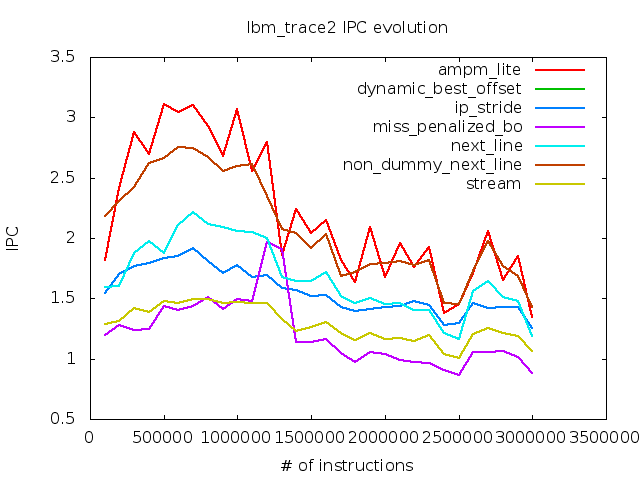 lbm_trace2 IPC evolution
3.5
3
2.5
2
1.5
1
0.5
IPC
ampm_lite
dynamic_best_offset
ip_stride
miss_penalized_bo
next_line
non_dummy_next_line
stream
0 500000 1000000 1500000 2000000 2500000 3000000 3500000
# of instructions